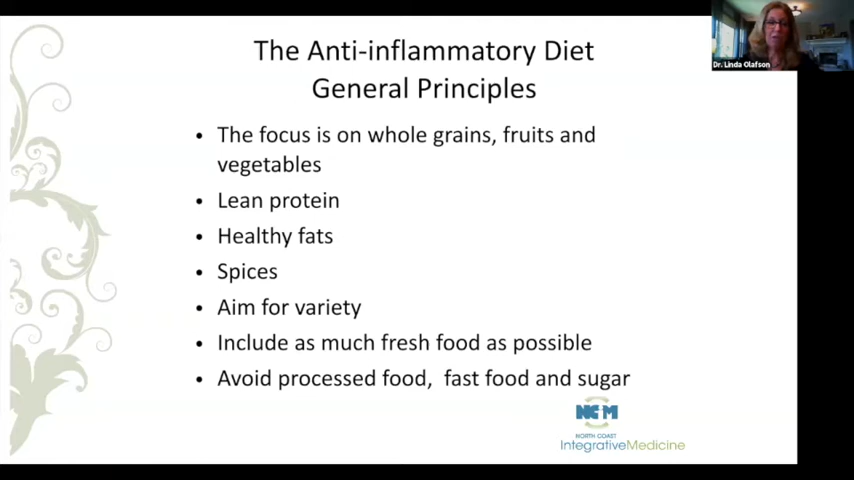 The Anti-inflammatory Diet
General Principles
Dr. Linda Olafson
• The focus is on whole grains, fruits and
vegetables
• Lean protein
• Healthy fats
• Spices
• Aim for variety
• Include as much fresh food as possible
• Avoid processed food,  fast food and sugar
NCIM
NORTH COAST
IntegrativeMedicine